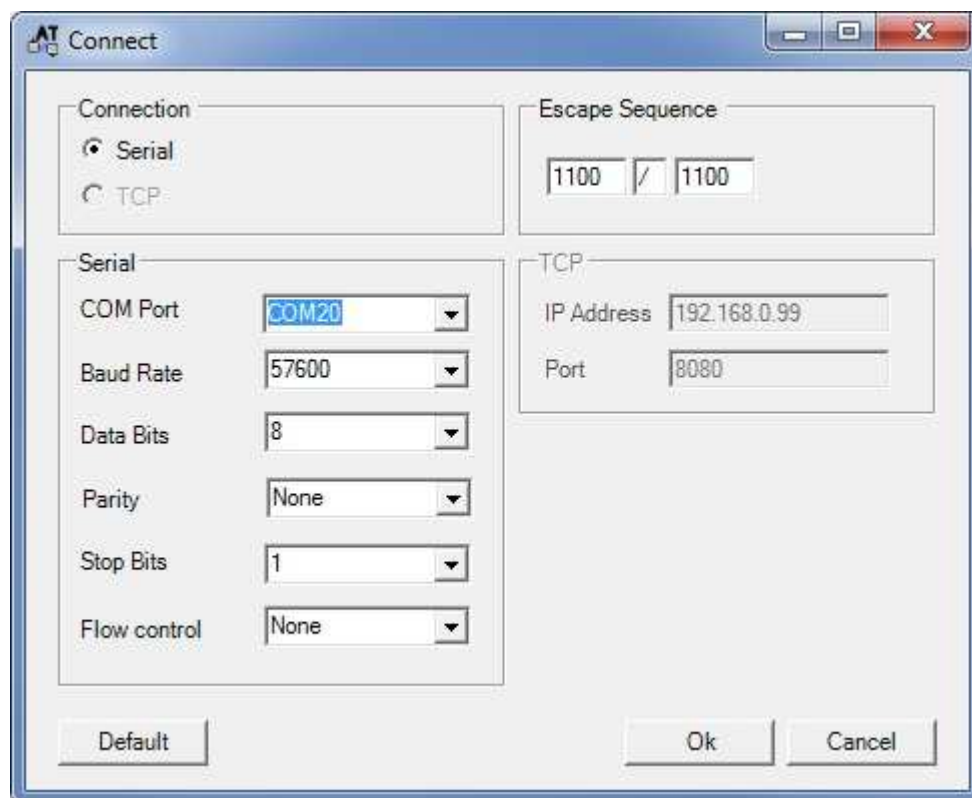 AT Connect
Connection
Serial
TCP
Escape Sequence
1100 / 1100
Serial
COM Port COM20
Baud Rate 57600
Data Bits 8
Parity None
Stop Bits 1
Flow control None
TCP
IP Address 192.168.0.99
Port 8080
Default Ok Cancel